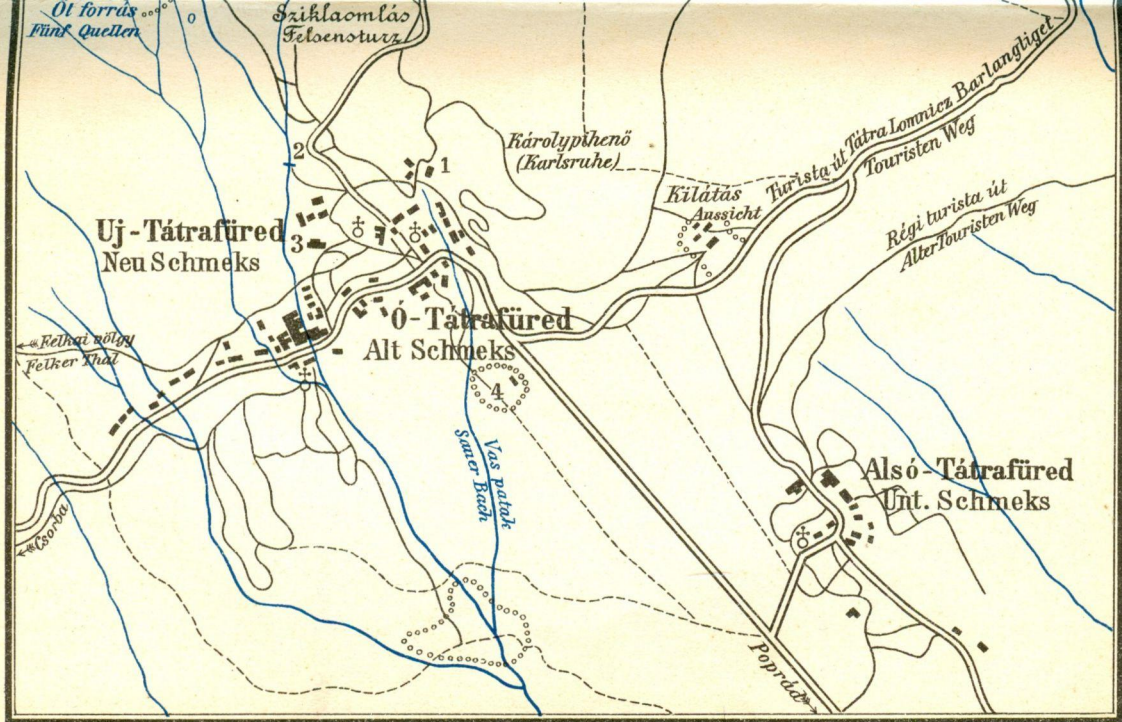 Öt forrás
Fünf Quellen
Sziklaomlás
Felsensturz
Turista út Tátra Lomnicz Barlangliget
Touristen Weg
Károlypihenő
(Karlsruhe)
2
1
Kilátás
Aussicht
Régi turista út
Alter Touristen Weg
Uj-Tátrafüred
Neu Schmeks
3
Ó-Tátrafüred
Alt Schmeks
Felkai völgy
Felker Thal
4
Vas patak
Sauer Bach
Alsó-Tátrafüred
Unt. Schmeks
Csorba
Poprád